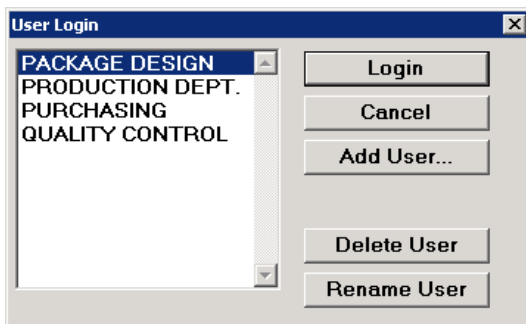 User Login
PACKAGE DESIGN
PRODUCTION DEPT.
PURCHASING
QUALITY CONTROL
Login
Cancel
Add User...
Delete User
Rename User